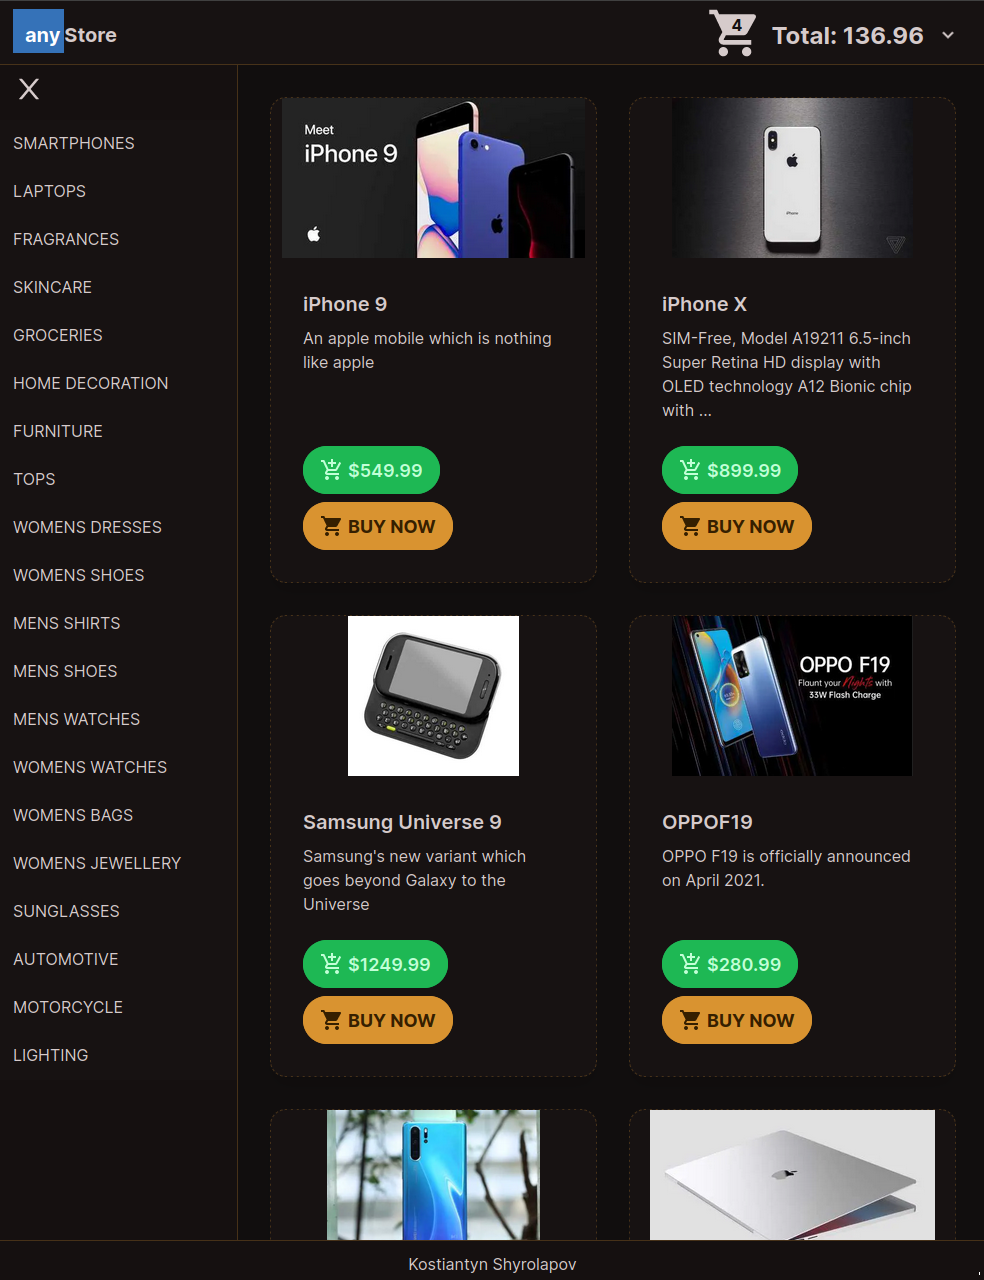 any Store
4
Total: 136.96
X
SMARTPHONES
LAPTOPS
FRAGRANCES
SKINCARE
GROCERIES
HOME DECORATION
FURNITURE
TOPS
WOMENS DRESSES
WOMENS SHOES
MENS SHIRTS
MENS SHOES
MENS WATCHES
WOMENS WATCHES
WOMENS BAGS
WOMENS JEWELLERY
SUNGLASSES
AUTOMOTIVE
MOTORCYCLE
LIGHTING
Meet
iPhone 9
iPhone 9
An apple mobile which is nothing
like apple
$549.99
BUY NOW
iPhone
iPhone X
SIM-Free, Model A19211 6.5-inch
Super Retina HD display with
OLED technology A12 Bionic chip
with ...
$899.99
BUY NOW
Samsung Universe 9
Samsung's new variant which
goes beyond Galaxy to the
Universe
$1249.99
BUY NOW
OPPO F19
Flaunt your Nights with
33W Flash Charge
OPPOF19
OPPO F19 is officially announced
on April 2021.
$280.99
BUY NOW
Kostiantyn Shyrolapov